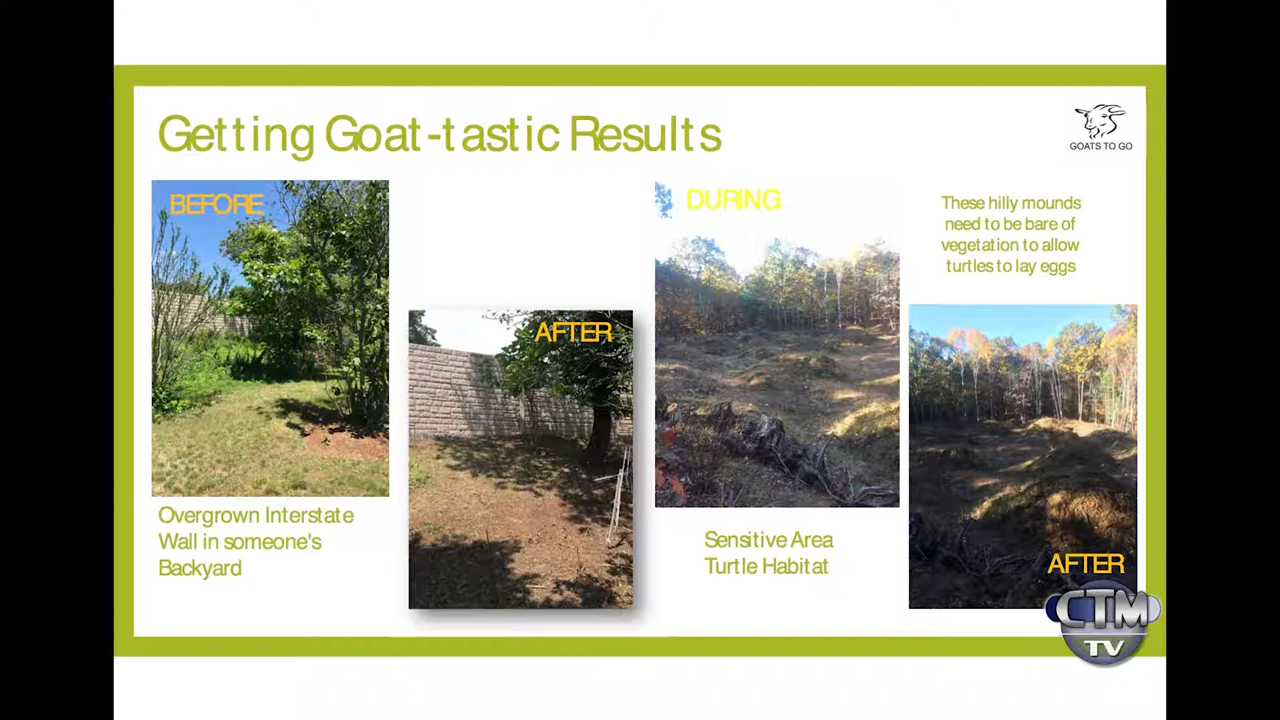 Getting Goat-tastic Results
GOATS TO GO
BEFORE
AFTER
Overgrown Interstate
Wall in someone's
Backyard
DURING
Sensitive Area
Turtle Habitat
These hilly mounds
need to be bare of
vegetation to allow
turtles to lay eggs
AFTER
CTM
TV